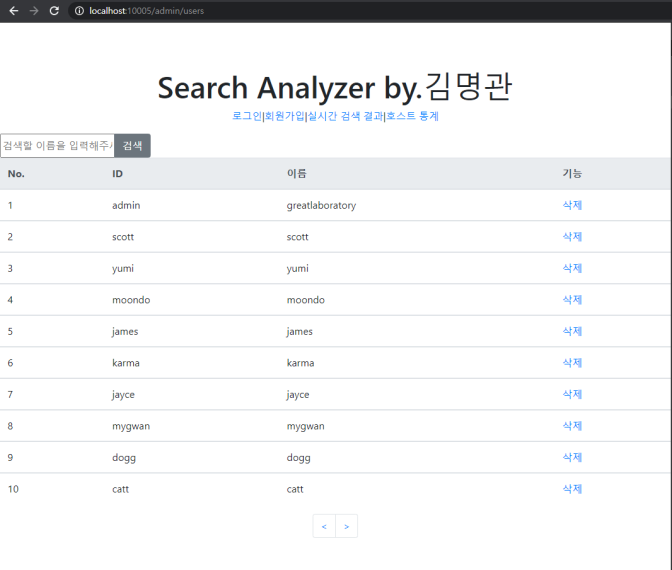 localhost:10005/admin/users
Search Analyzer by.김명관
로그인|회원가입|실시간 검색 결과|호스트 통계
검색할 이름을 입력해주 검색
No. ID 이름 기능
1 admin greatlaboratory 삭제
2 scott scott 삭제
3 yumi yumi 삭제
4 moondo moondo 삭제
5 james james 삭제
6 karma karma 삭제
7 jayce jayce 삭제
8 mygwan mygwan 삭제
9 dogg dogg 삭제
10 catt catt 삭제
< >